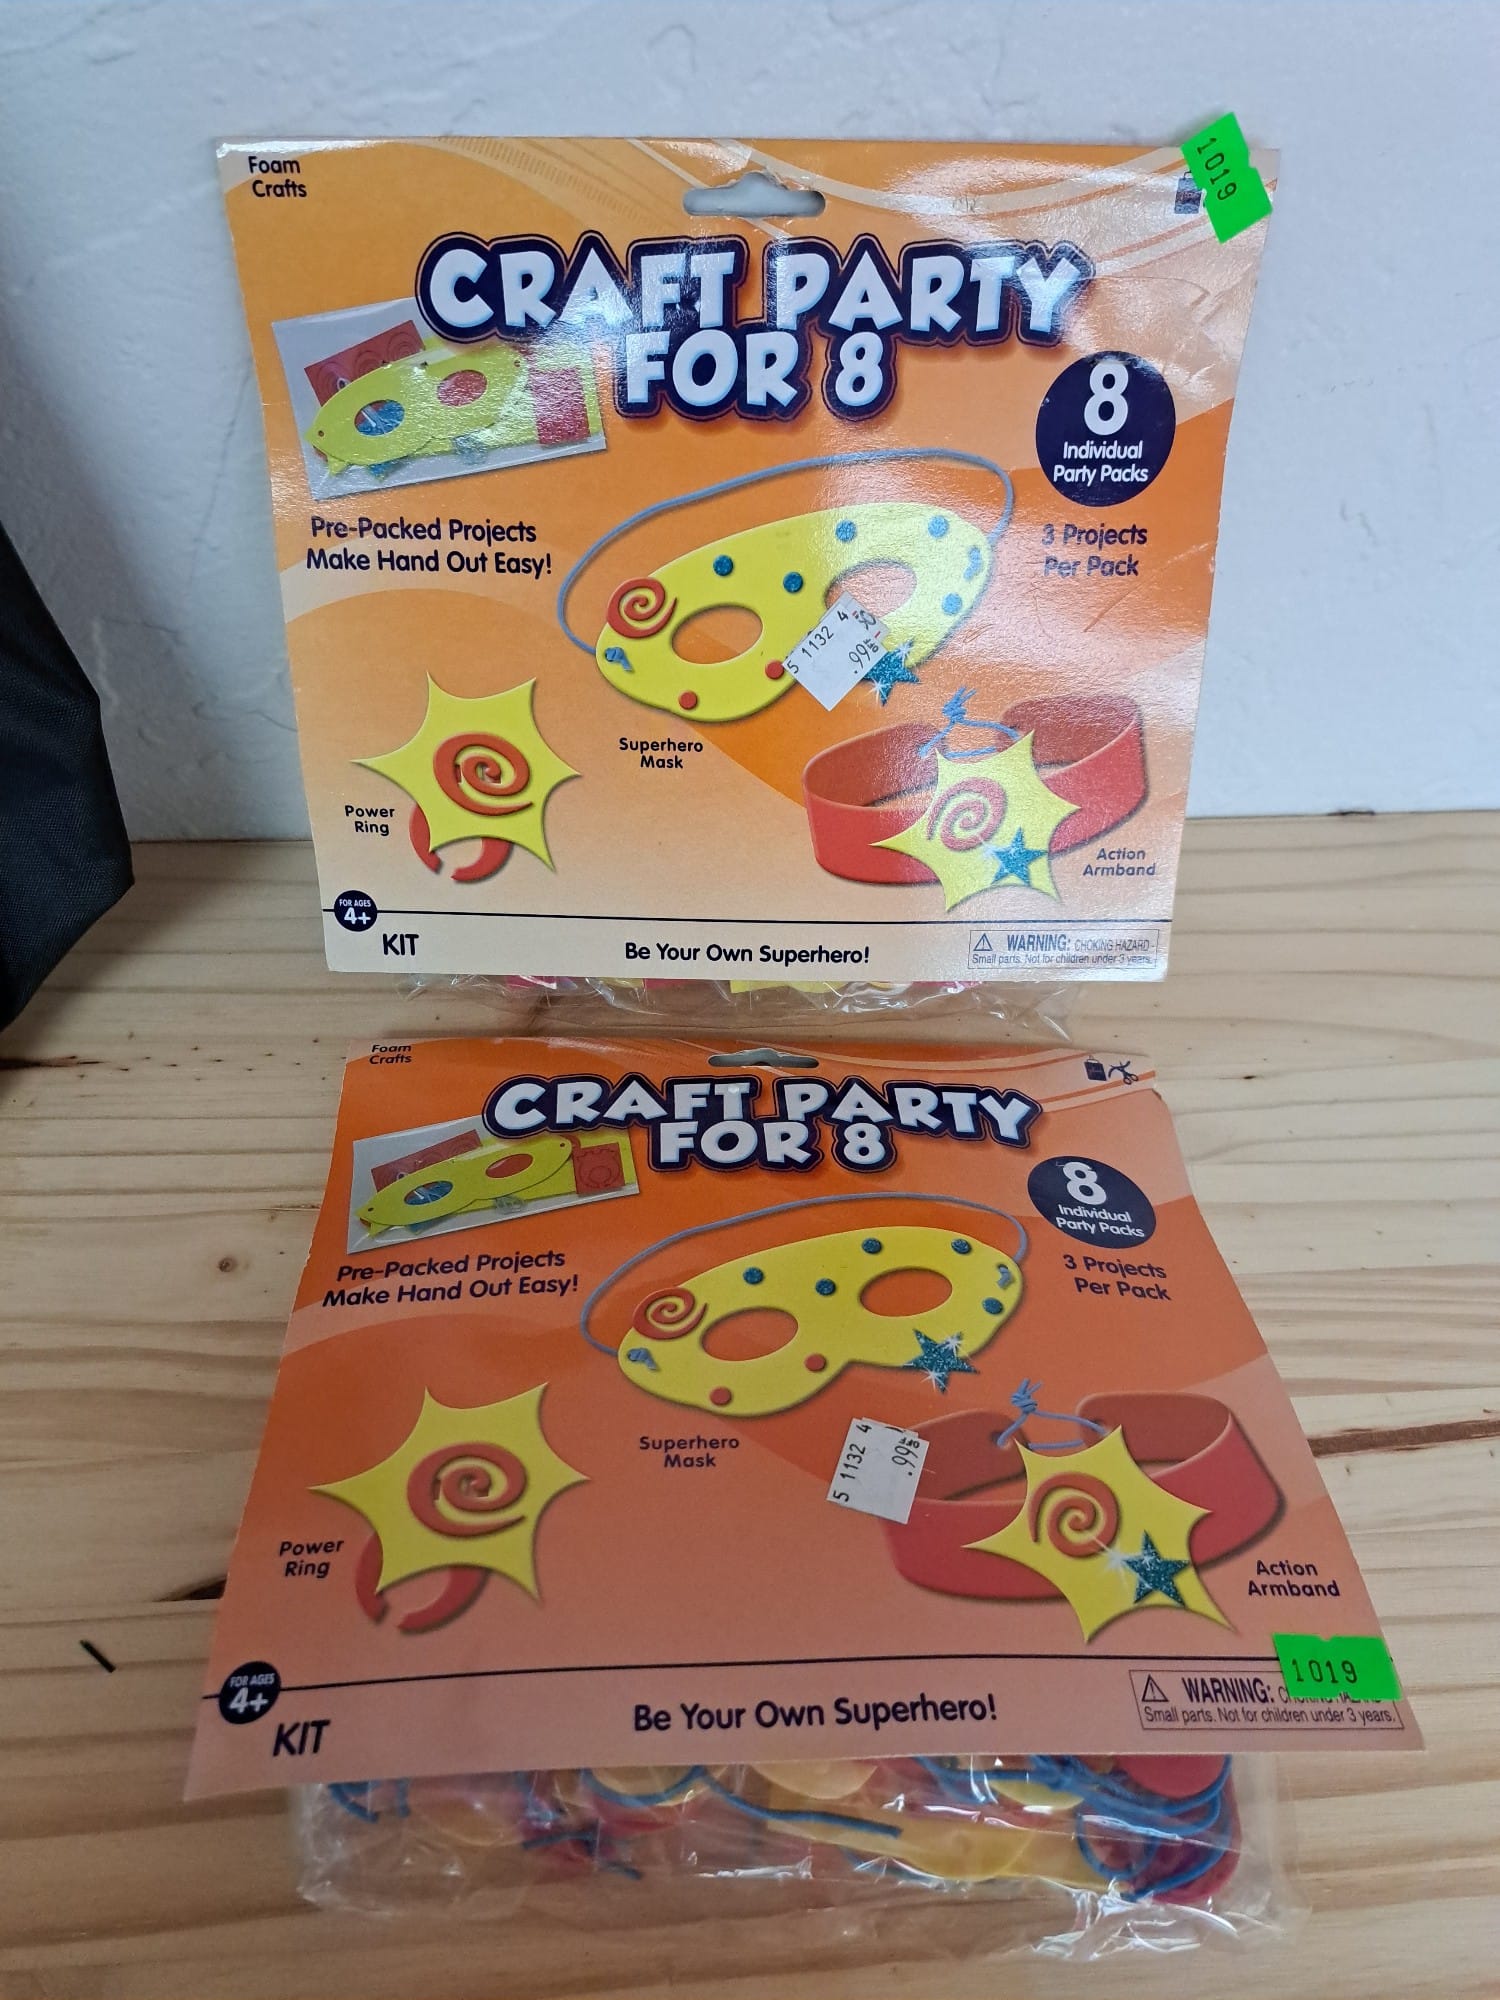 Foam
Crafts
1019
CRAFT PARTY
FOR 8
8
Individual
Party Packs
Pre-Packed Projects
Make Hand Out Easy!
3 Projects
Per Pack
5 1132 4
.99
Superhero
Mask
Power
Ring
Action
Armband
FOR AGES
4+
KIT
Be Your Own Superhero!
WARNING: CHOKING HAZARD -
Small parts. Not for children under 3 years.
Foam
Crafts
CRAFT PARTY
FOR 8
8
Individual
Party Packs
Pre-Packed Projects
Make Hand Out Easy!
3 Projects
Per Pack
Superhero
Mask
5 1132 4
.99
Power
Ring
Action
Armband
1019
FOR AGES
4+
KIT
Be Your Own Superhero!
WARNING:
Small parts. Not for children under 3 years.